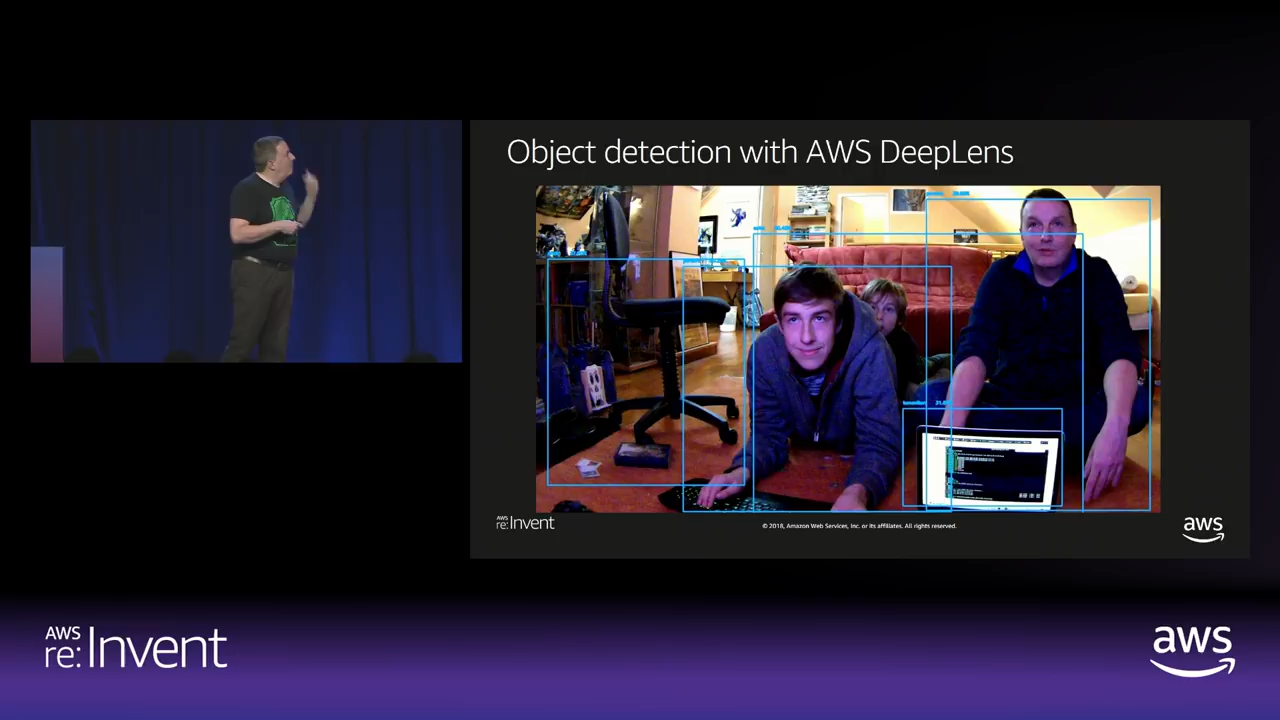 Object detection with AWS DeepLens
AWS
re:Invent
© 2018, Amazon Web Services, Inc. or its affiliates. All rights reserved.
aws
AWS
re:Invent
aws